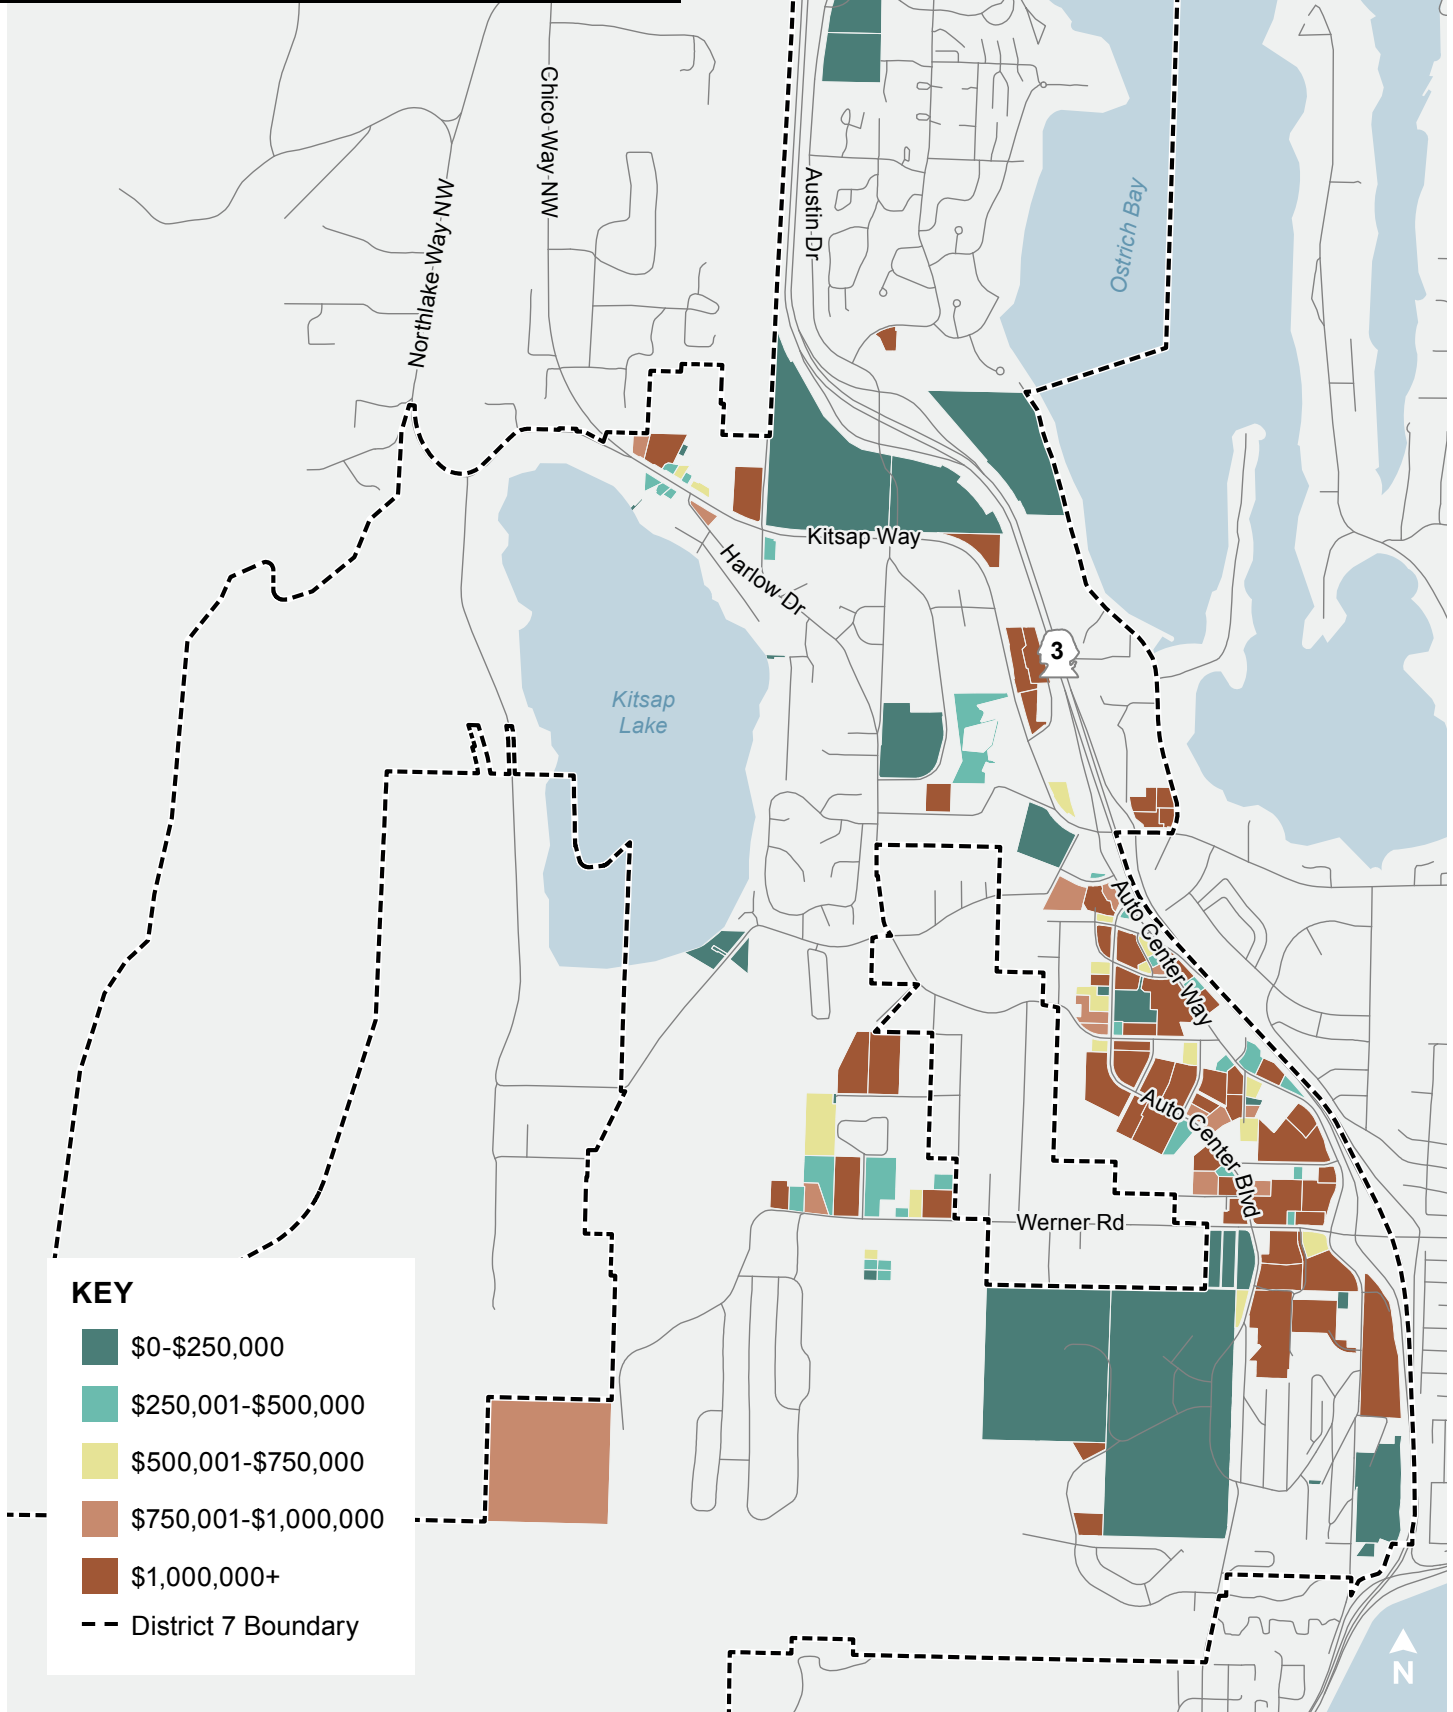 Chico Way NW
Austin Dr
Northlake Way NW
Ostrich Bay
Kitsap Way
Harlow Dr
3
Kitsap
Lake
Auto Center Way
Auto Center Blvd
Werner Rd
KEY
$0-$250,000
$250,001-$500,000
$500,001-$750,000
$750,001-$1,000,000
$1,000,000+
District 7 Boundary
N